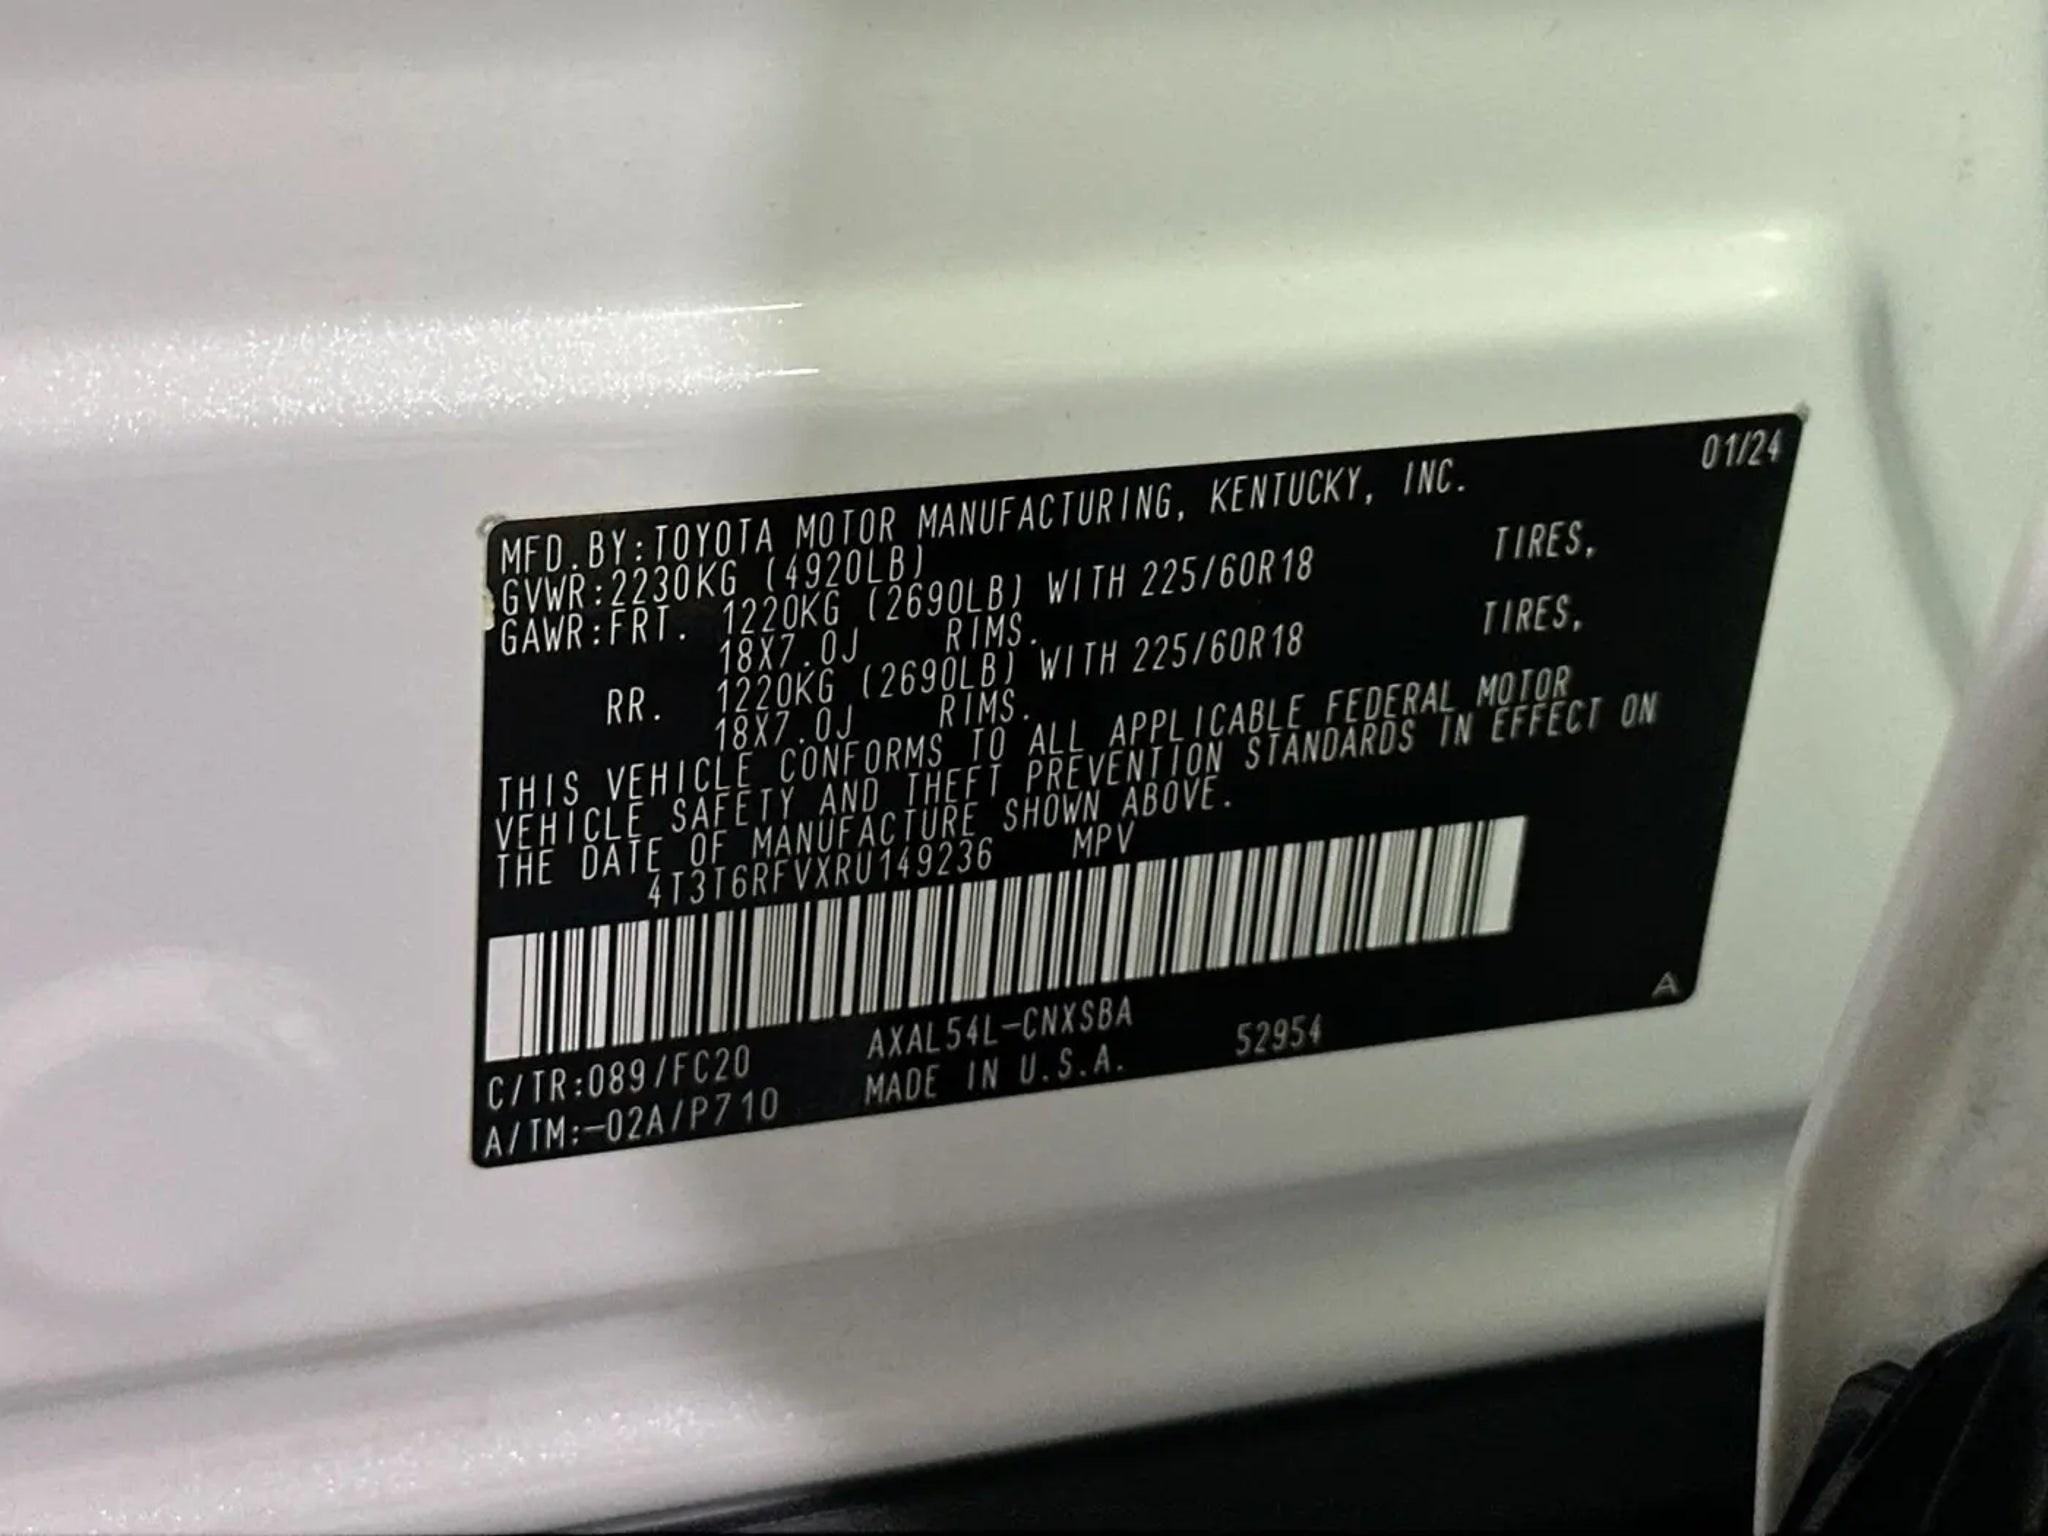 01/24
MFD.BY:TOYOTA MOTOR MANUFACTURING, KENTUCKY, INC.
GVWR:2230KG (4920LB)
GAWR:FRT. 1220KG (2690LB) WITH 225/60R18 TIRES,
18X7.0J RIMS.
RR. 1220KG (2690LB) WITH 225/60R18 TIRES,
18X7.0J RIMS.
THIS VEHICLE CONFORMS TO ALL APPLICABLE FEDERAL MOTOR
VEHICLE SAFETY AND THEFT PREVENTION STANDARDS IN EFFECT ON
THE DATE OF MANUFACTURE SHOWN ABOVE.
4T3T6RFVXRU149236 MPV
C/TR:089/FC20 AXAL54L-CNXSBA A
A/TM:-02A/P710 MADE IN U.S.A. 52954